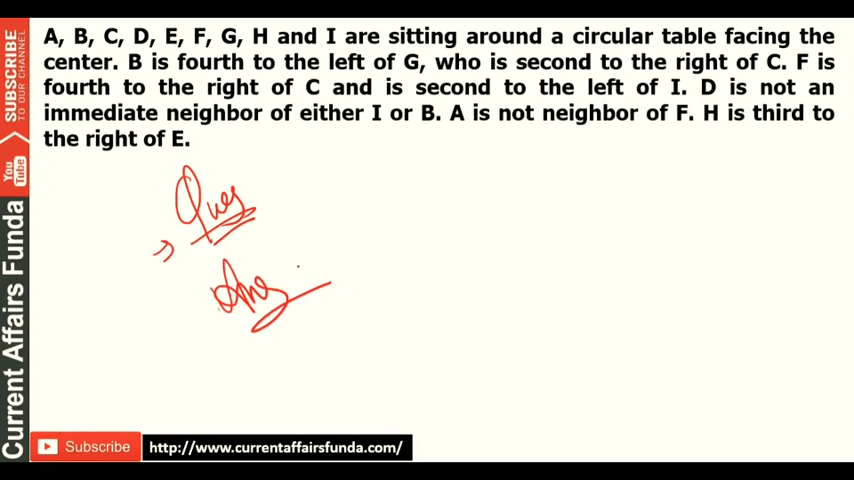 A, B, C, D, E, F, G, H and I are sitting around a circular table facing the
center. B is fourth to the left of G, who is second to the right of C. F is
fourth to the right of C and is second to the left of I. D is not an
immediate neighbor of either I or B. A is not neighbor of F. H is third to
the right of E.
Ques
Ans
SUBSCRIBE
TO OUR CHANNEL
You
Tube
Current Affairs Funda
Subscribe
http://www.currentaffairsfunda.com/